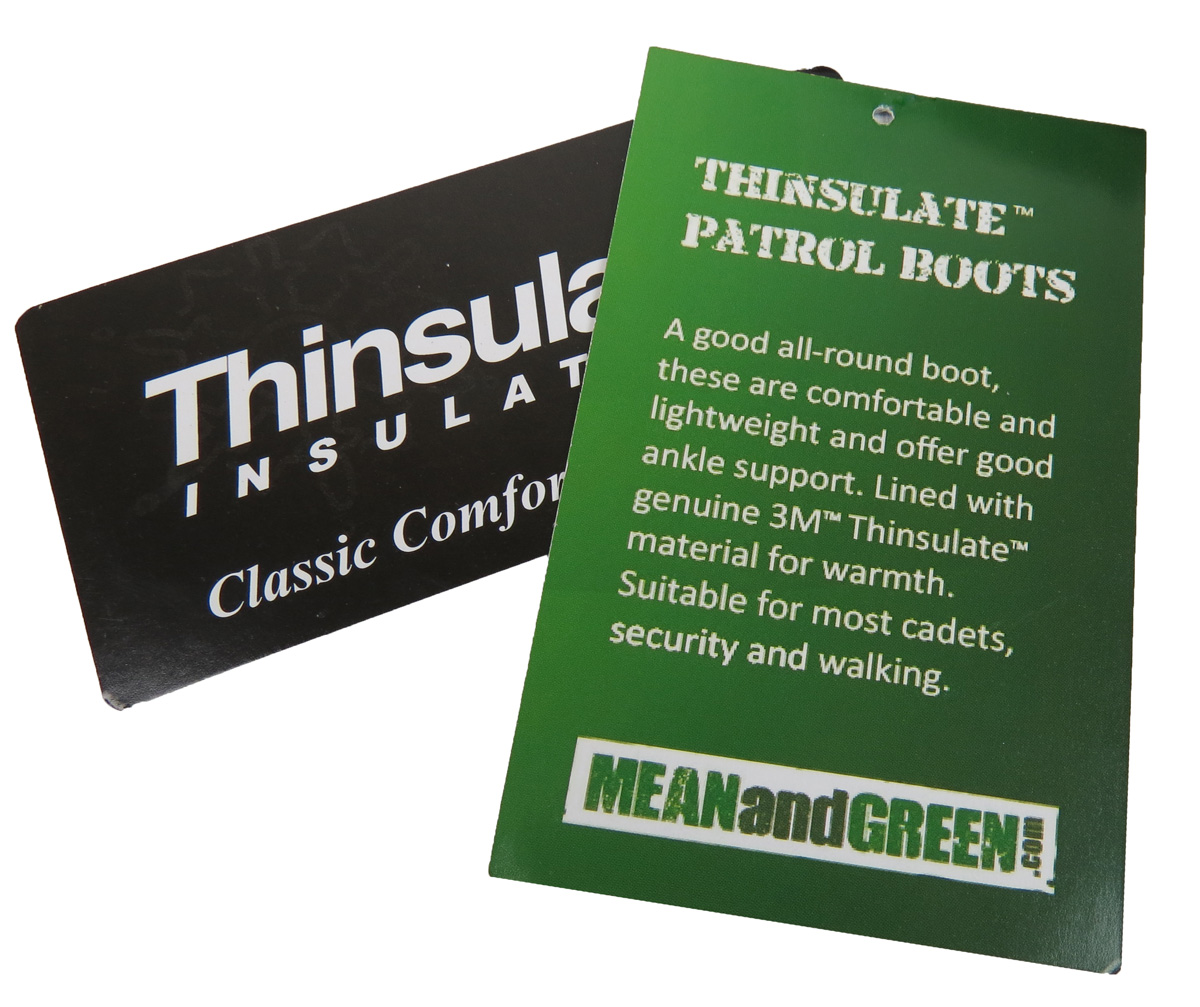 Thinsula
INSULAT
Classic Comfor
THINSULATE™
PATROL BOOTS
A good all-round boot,
these are comfortable and
lightweight and offer good
ankle support. Lined with
genuine 3M™ Thinsulate™
material for warmth.
Suitable for most cadets,
security and walking.
MEANandGREEN.com